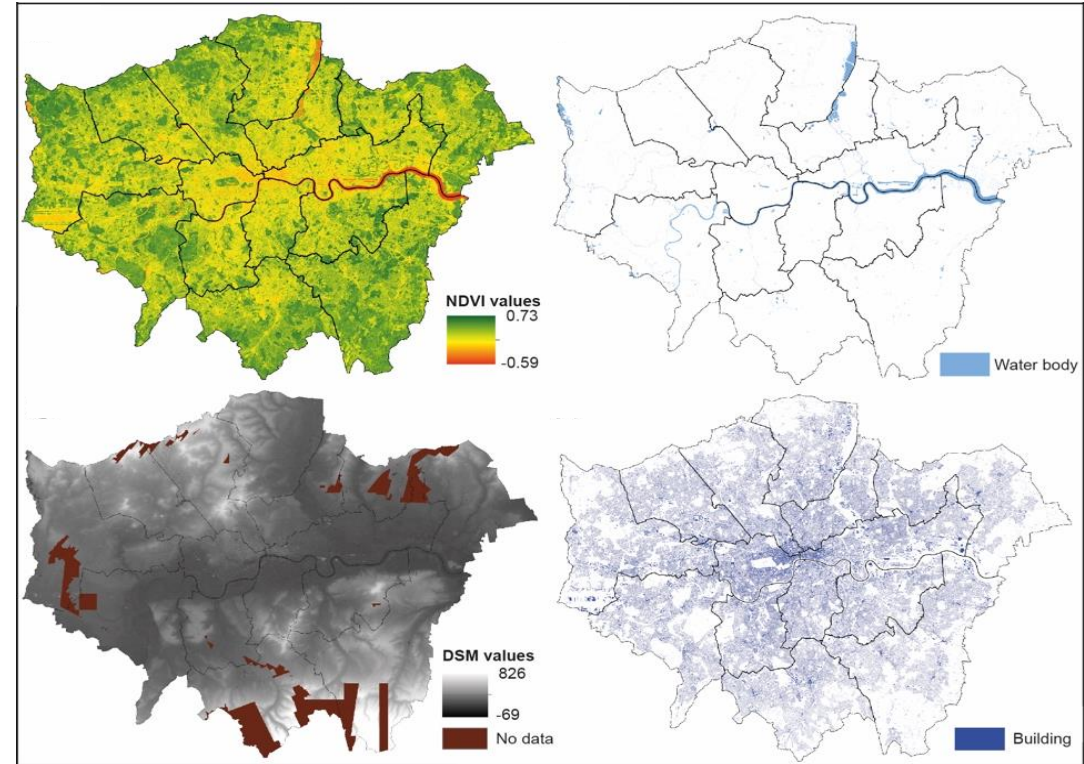 NDVI values
0.73
-0.59
Water body
DSM values
826
-69
No data
Building